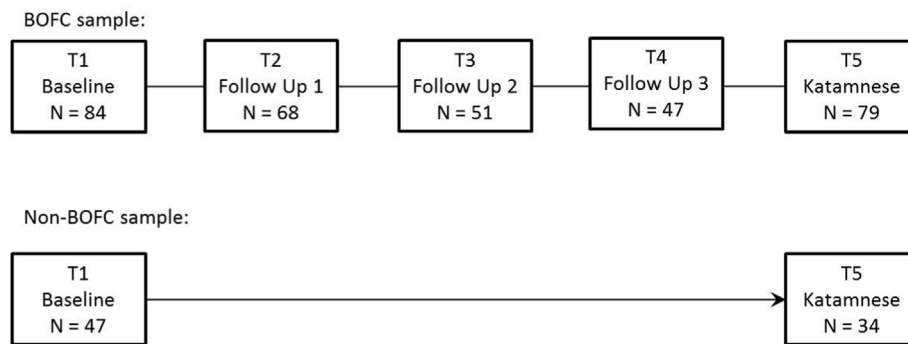 BOFC sample:
T1
Baseline
N = 84
T2
Follow Up 1
N = 68
T3
Follow Up 2
N = 51
T4
Follow Up 3
N = 47
T5
Katamnese
N = 79
Non-BOFC sample:
T1
Baseline
N = 47
T5
Katamnese
N = 34